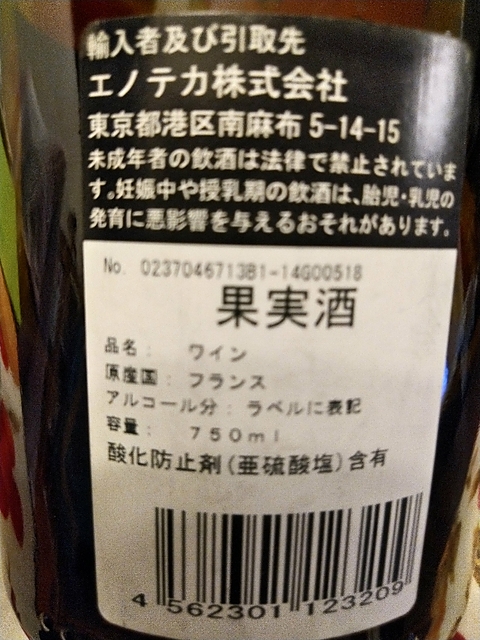 輸入者及び引取先
エノテカ株式会社
東京都港区南麻布 5-14-15
未成年者の飲酒は法律で禁止されていま
す。妊娠中や授乳期の飲酒は、胎児・乳児の
発育に悪影響を与えるおそれがあります。
No. 0237046713B1-14G00518
果実酒
品名: ワイン
原産国: フランス
アルコール分: ラベルに表記
容量: 750ml
酸化防止剤(亜硫酸塩)含有
4 562301 123209